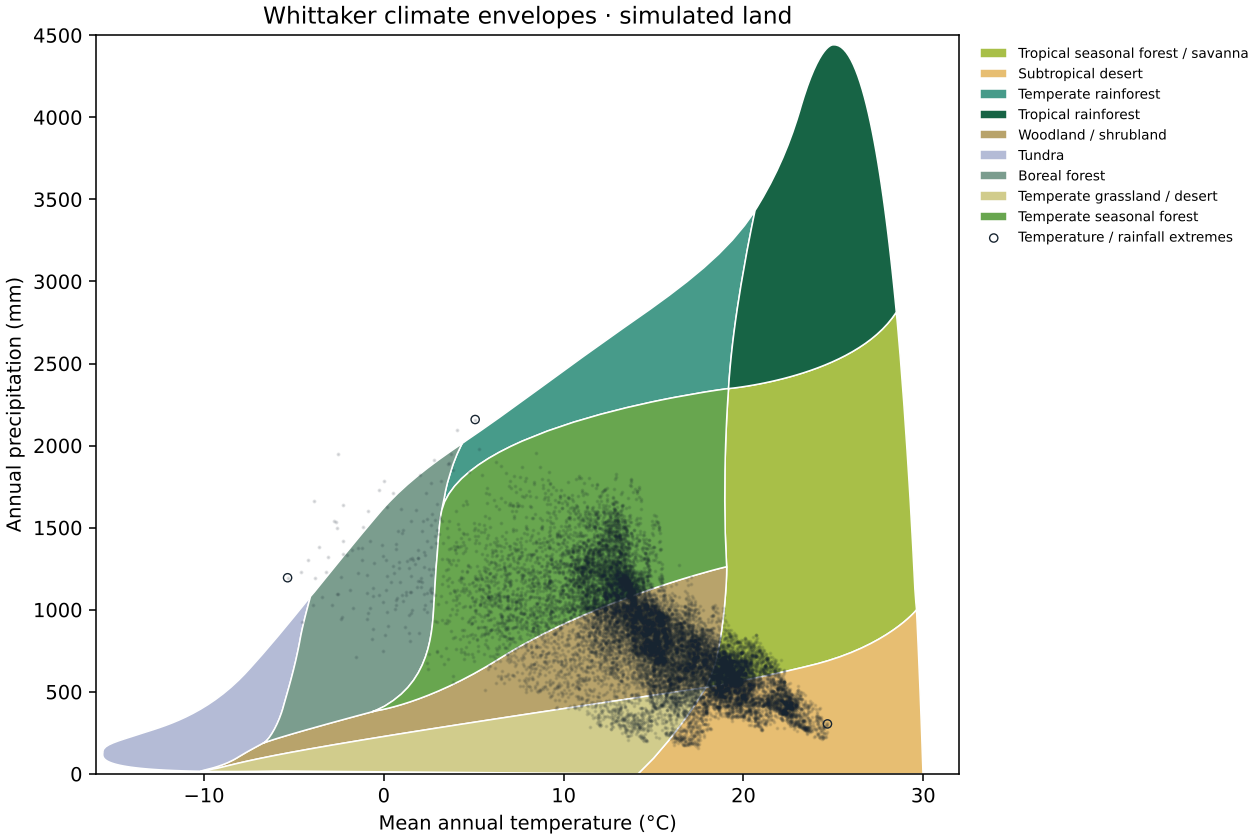 Whittaker climate envelopes · simulated land
4500
4000
3500
3000
2500
2000
1500
1000
500
0
Annual precipitation (mm)
−10
0
10
20
30
Mean annual temperature (°C)
Tropical seasonal forest / savanna
Subtropical desert
Temperate rainforest
Tropical rainforest
Woodland / shrubland
Tundra
Boreal forest
Temperate grassland / desert
Temperate seasonal forest
Temperature / rainfall extremes